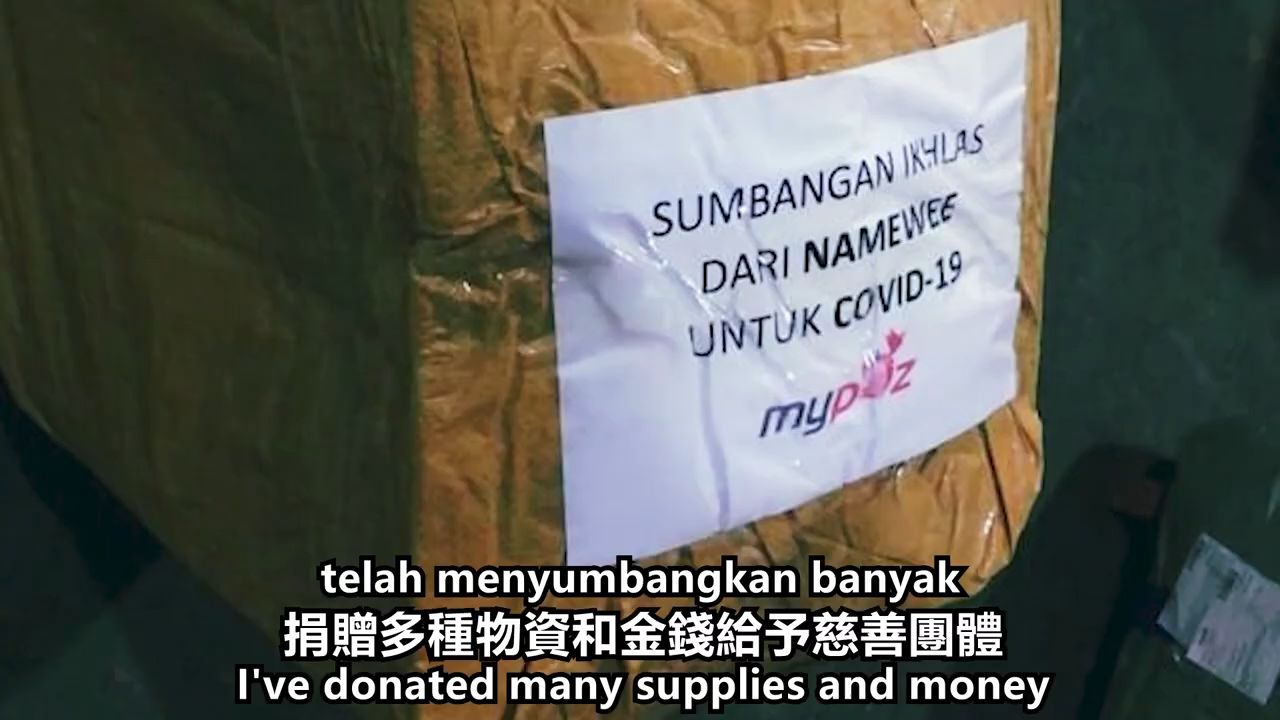 SUMBANGAN IKHLAS
DARI NAMEWEE
UNTUK COVID-19
mypoz
telah menyumbangkan banyak
捐贈多種物資和金錢給予慈善團體
I've donated many supplies and money